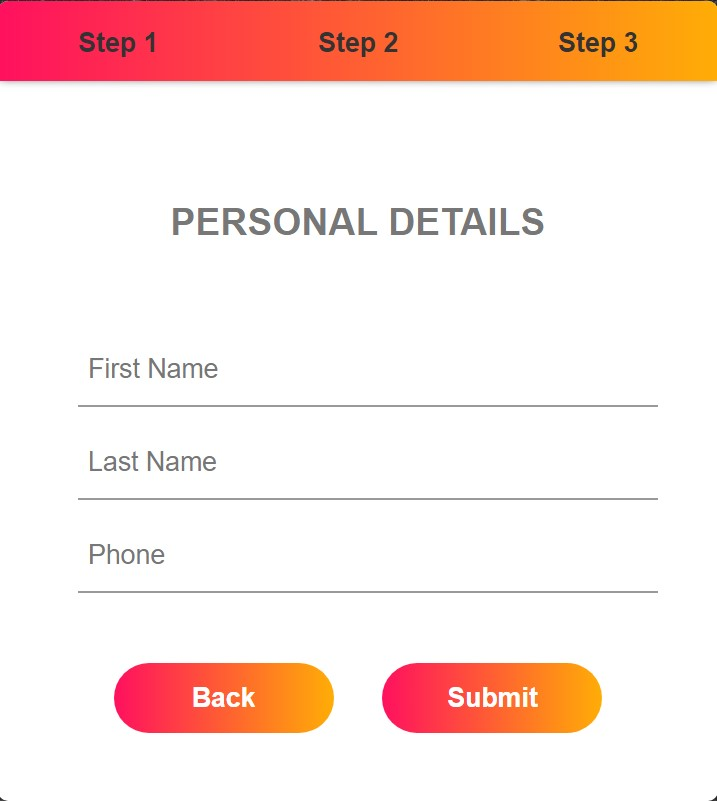 Step 1 Step 2 Step 3
PERSONAL DETAILS
First Name
Last Name
Phone
Back Submit